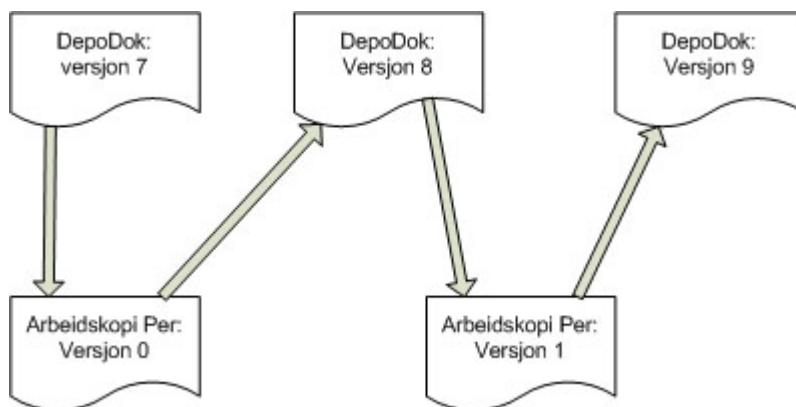 DepoDok:
versjon 7
DepoDok:
Versjon 8
DepoDok:
Versjon 9
Arbeidskopi Per:
Versjon 0
Arbeidskopi Per:
Versjon 1